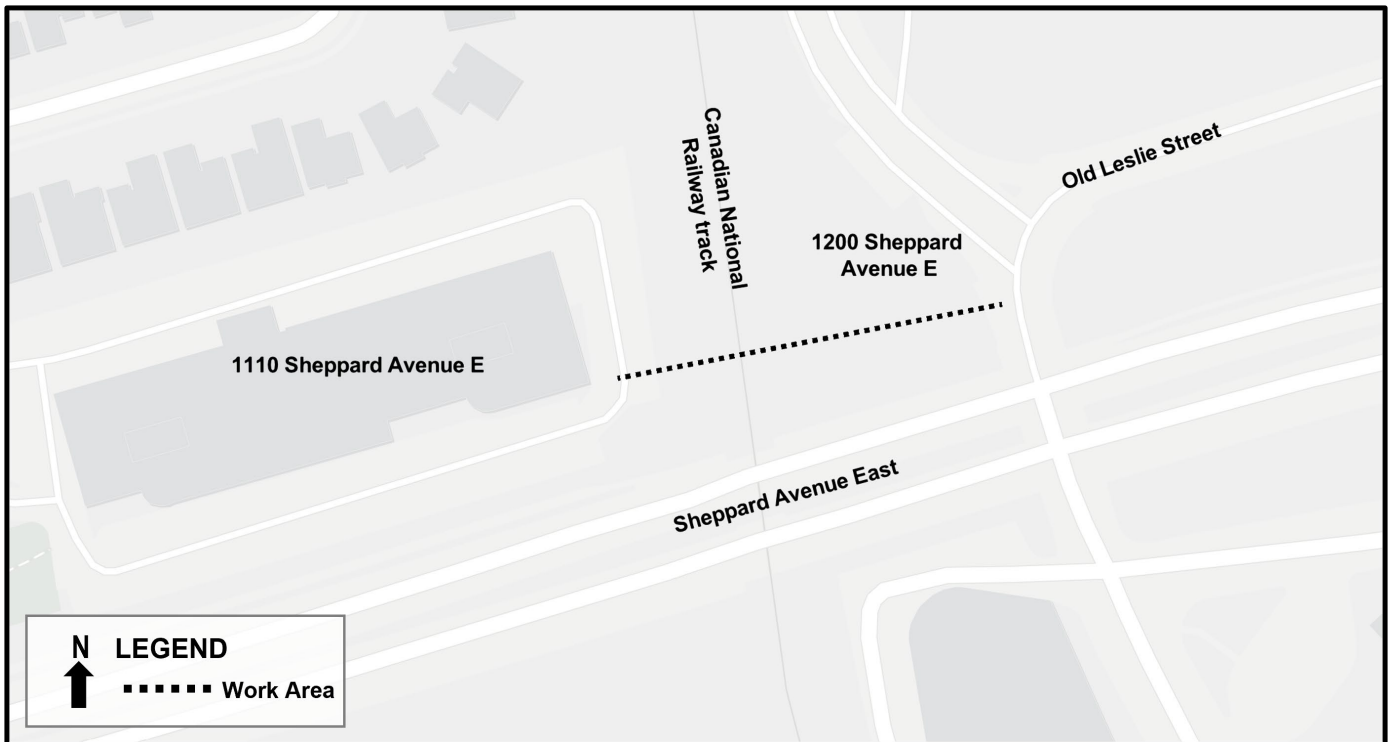 Canadian National
Railway track
Old Leslie Street
1200 Sheppard
Avenue E
1110 Sheppard Avenue E
Sheppard Avenue East
N LEGEND
Work Area